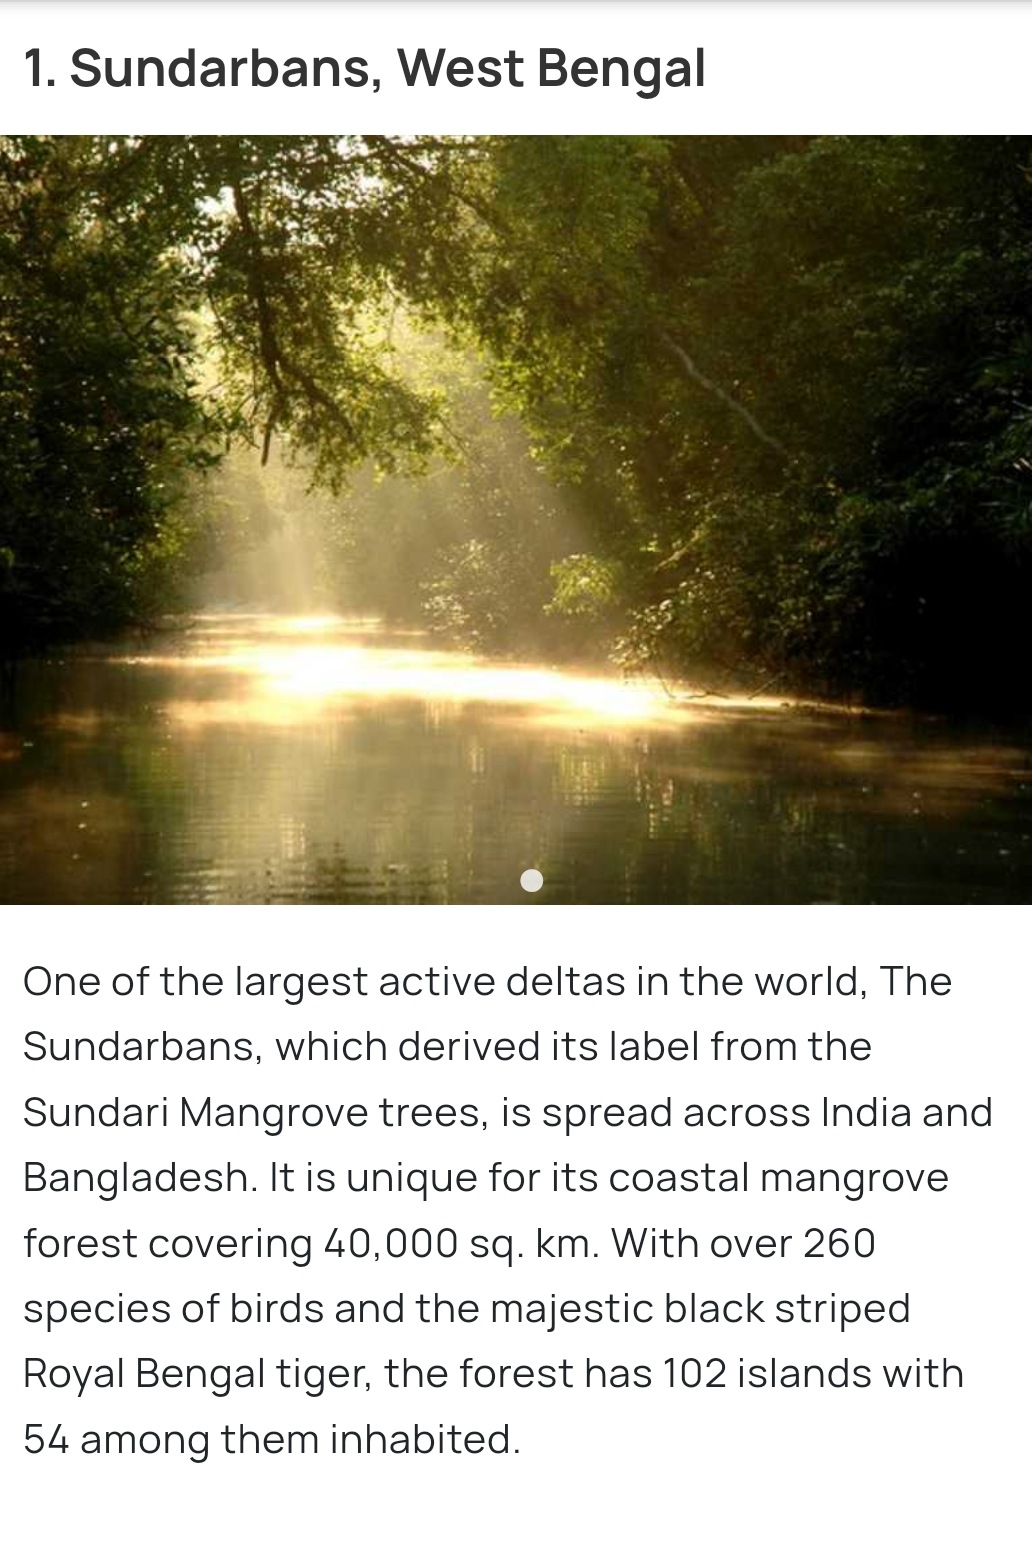 1. Sundarbans, West Bengal
One of the largest active deltas in the world, The
Sundarbans, which derived its label from the
Sundari Mangrove trees, is spread across India and
Bangladesh. It is unique for its coastal mangrove
forest covering 40,000 sq. km. With over 260
species of birds and the majestic black striped
Royal Bengal tiger, the forest has 102 islands with
54 among them inhabited.